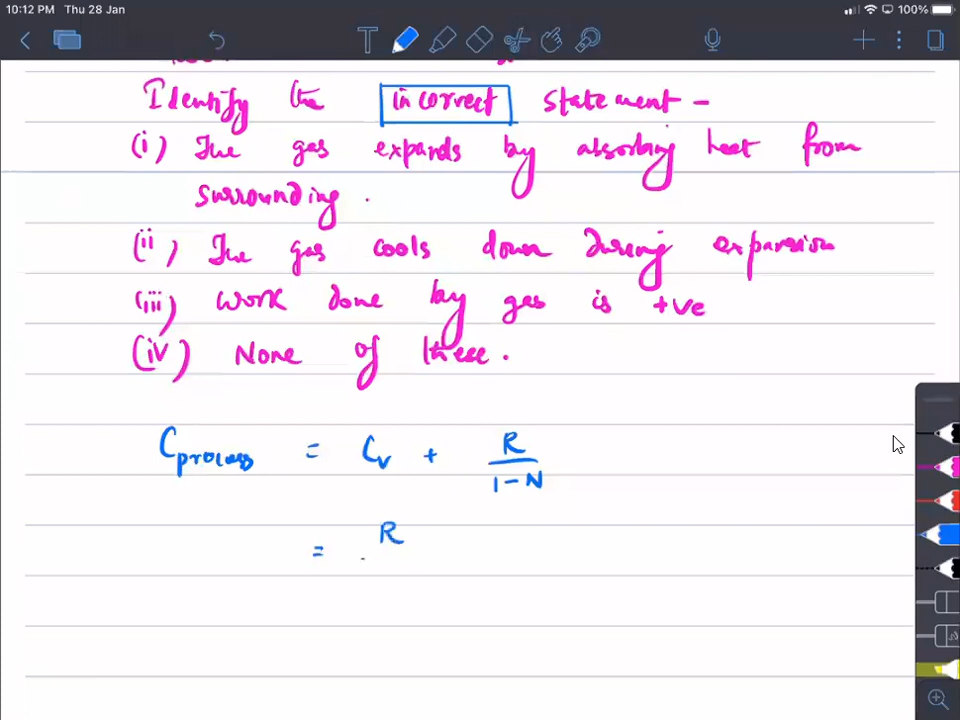 10:12 PM Thu 28 Jan
100%
Identify the incorrect statement -
(i) The gas expands by absorbing heat from
surrounding.
(ii) The gas cools down during expansion
(iii) Work done by gas is +ve
(iv) None of these.
Cprocess = Cv + R/1-N
= R